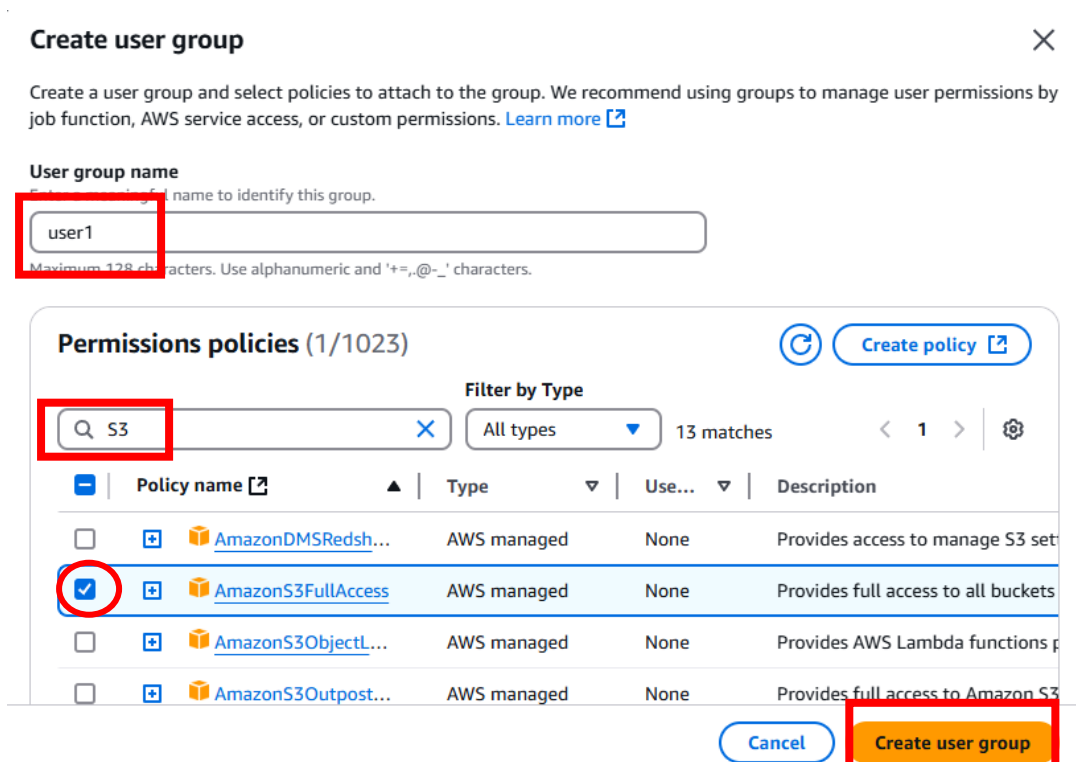 Create user group
Create a user group and select policies to attach to the group. We recommend using groups to manage user permissions by
job function, AWS service access, or custom permissions. Learn more
User group name
Enter a meaningful name to identify this group.
user1
Maximum 128 characters. Use alphanumeric and '+=,.@-_' characters.
Permissions policies (1/1023)
Create policy
Filter by Type
S3
All types
13 matches
1
Policy name
Type
Use...
Description
AmazonDMSRedsh... AWS managed None Provides access to manage S3 set
AmazonS3FullAccess AWS managed None Provides full access to all buckets
AmazonS3ObjectL... AWS managed None Provides AWS Lambda functions p
AmazonS3Outpost... AWS managed None Provides full access to Amazon S3
Cancel
Create user group